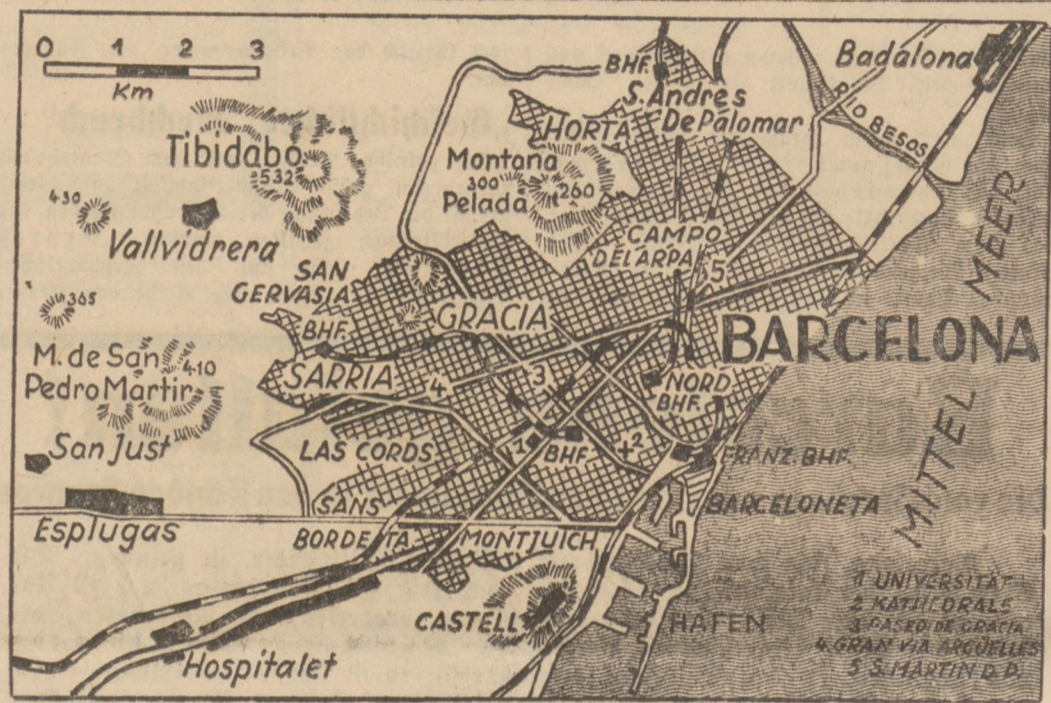 0 1 2 3
Km
BHF.
Badalona
S. Andres
De Palomar
RIO BESOS
HORTA
Tibidabo
532
Montana
300 260
Pelada
430
Vallvidrera
CAMPO
DEL ARPA
5
SAN
GERVASIA
365
GRACIA
BHF.
BARCELONA
M. de San
410
Pedro Martir
SARRIA
4
3
NORD
BHF.
MITTEL MEER
San Just
LAS CORDS
1
BHF.
2
FRANZ. BHF.
SANS
BARCELONETA
Esplugas
BORDETA
MONTJUICH
CASTELL
HAFEN
Hospitalet
1 UNIVERSITÄT
2 KATHEDRALS
3 PASEO DE GRACIA
4. GRAN VIA ARGÜELLES
5 S. MARTIN D. P.